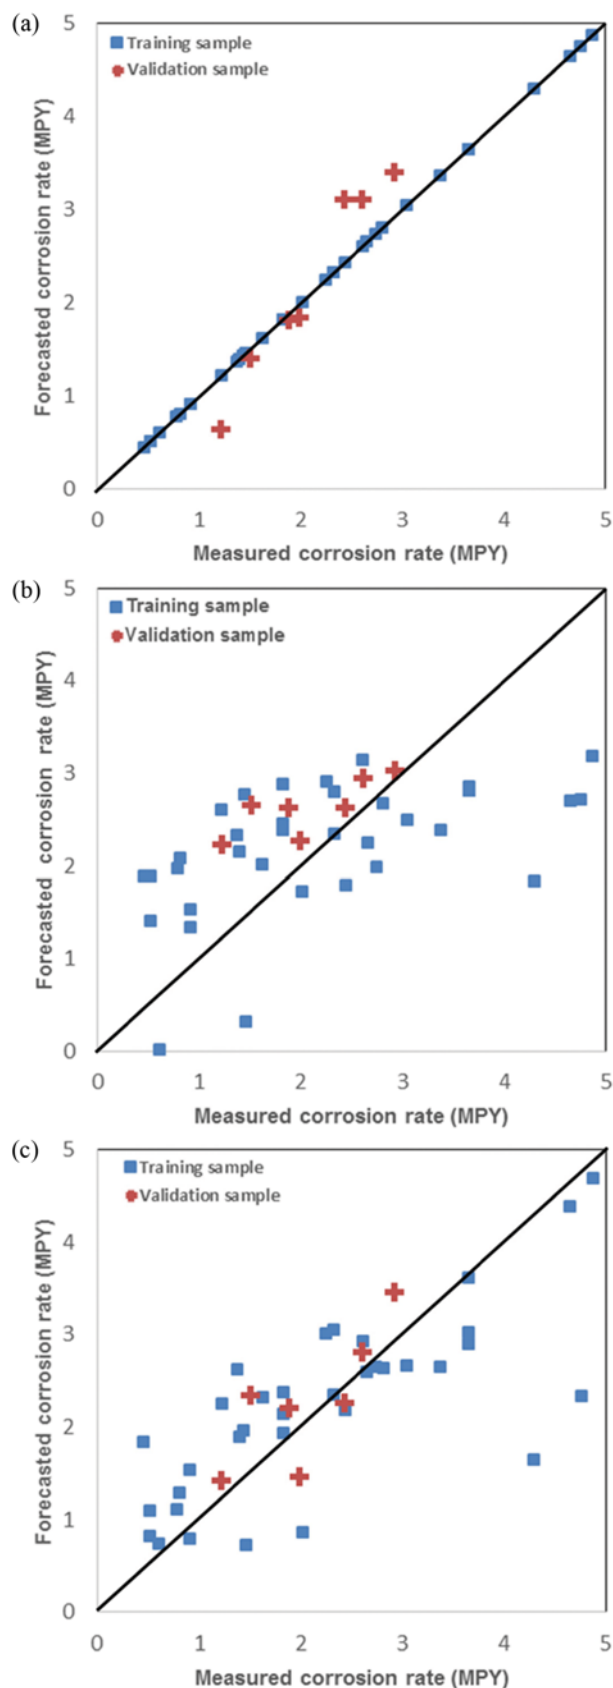 (a)
Training sample
Validation sample
5
4
3
2
1
0
Forecasted corrosion rate (MPY)
0 1 2 3 4 5
Measured corrosion rate (MPY)
(b)
Training sample
Validation sample
5
4
3
2
1
0
Forecasted corrosion rate (MPY)
0 1 2 3 4 5
Measured corrosion rate (MPY)
(c)
Training sample
Validation sample
5
4
3
2
1
0
Forecasted corrosion rate (MPY)
0 1 2 3 4 5
Measured corrosion rate (MPY)